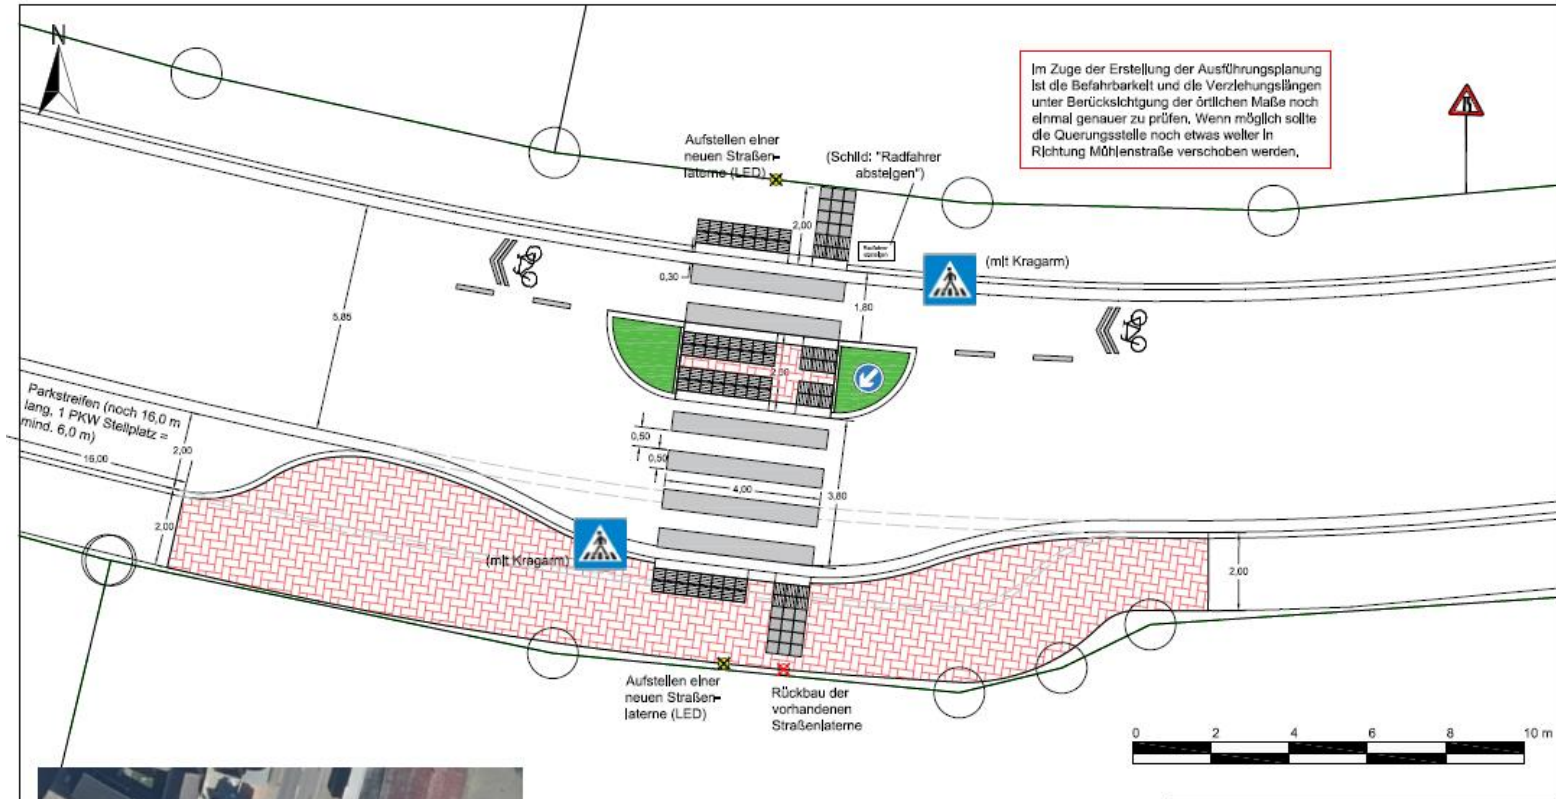 N
Im Zuge der Erstellung der Ausführungsplanung
ist die Befahrbarkeit und die Verziehungslängen
unter Berücksichtgung der örtlichen Maße noch
einmal genauer zu prüfen. Wenn möglich sollte
die Querungsstelle noch etwas weiter in
Richtung Mühlenstraße verschoben werden.
Aufstellen einer
neuen Straßen-
laterne (LED)
(Schild: "Radfahrer
absteigen")
2,00
Radfahrer
absteigen
(mit Kragarm)
0,30
1,80
5,85
2,00
Parkstreifen (noch 16,0 m
lang, 1 PKW Stellplatz =
mind. 6,0 m)
16,00
2,00
0,50
0,50
4,00
3,80
2,00
(mit Kragarm)
2,00
Aufstellen einer
neuen Straßen-
laterne (LED)
Rückbau der
vorhandenen
Straßenlaterne
0 2 4 6 8 10 m